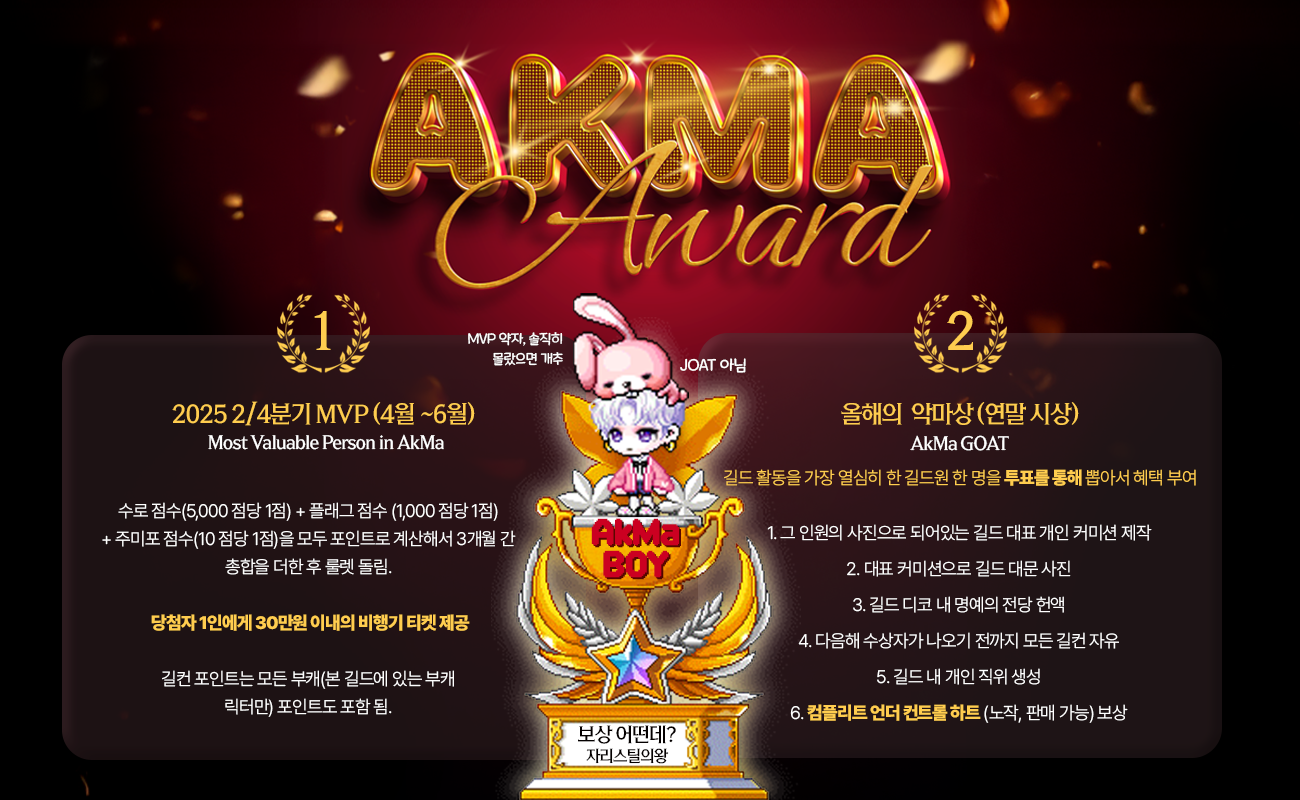 AKMA
Award
1
2025 2/4분기 MVP (4월 ~6월)
Most Valuable Person in AkMa
수로 점수(5,000 점당 1점) + 플래그 점수 (1,000 점당 1점)
+ 주미포 점수(10 점당 1점)을 모두 포인트로 계산해서 3개월 간
총합을 더한 후 룰렛 돌림.
당첨자 1인에게 30만원 이내의 비행기 티켓 제공
길컨 포인트는 모든 부캐(본 길드에 있는 부캐
릭터만) 포인트도 포함 됨.
MVP 약자, 솔직히
몰랐으면 개추
JOAT 아님
AkMa
BOY
보상 어떤데?
자리스틸의왕
2
올해의 악마상 (연말 시상)
AkMa GOAT
길드 활동을 가장 열심히 한 길드원 한 명을 투표를 통해 뽑아서 혜택 부여
1. 그 인원의 사진으로 되어있는 길드 대표 개인 커미션 제작
2. 대표 커미션으로 길드 대문 사진
3. 길드 디코 내 명예의 전당 헌액
4. 다음해 수상자가 나오기 전까지 모든 길컨 자유
5. 길드 내 개인 직위 생성
6. 컴플리트 언더 컨트롤 하트 (노작, 판매 가능) 보상